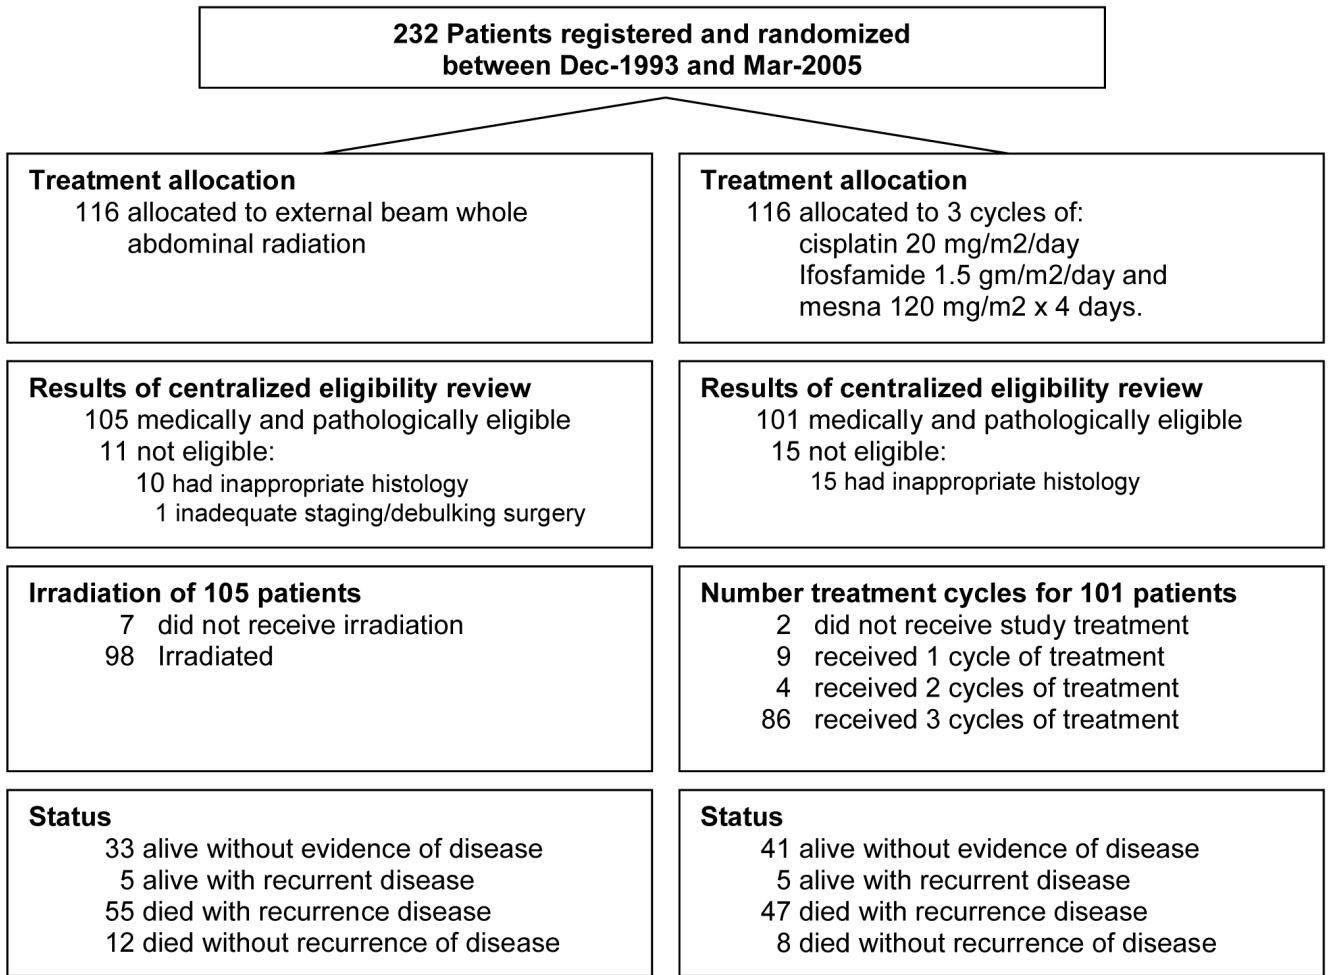 232 Patients registered and randomized
between Dec-1993 and Mar-2005
Treatment allocation
116 allocated to external beam whole
abdominal radiation
Treatment allocation
116 allocated to 3 cycles of:
cisplatin 20 mg/m2/day
Ifosfamide 1.5 gm/m2/day and
mesna 120 mg/m2 x 4 days.
Results of centralized eligibility review
105 medically and pathologically eligible
11 not eligible:
10 had inappropriate histology
1 inadequate staging/debulking surgery
Results of centralized eligibility review
101 medically and pathologically eligible
15 not eligible:
15 had inappropriate histology
Irradiation of 105 patients
7 did not receive irradiation
98 Irradiated
Number treatment cycles for 101 patients
2 did not receive study treatment
9 received 1 cycle of treatment
4 received 2 cycles of treatment
86 received 3 cycles of treatment
Status
33 alive without evidence of disease
5 alive with recurrent disease
55 died with recurrence disease
12 died without recurrence of disease
Status
41 alive without evidence of disease
5 alive with recurrent disease
47 died with recurrence disease
8 died without recurrence of disease